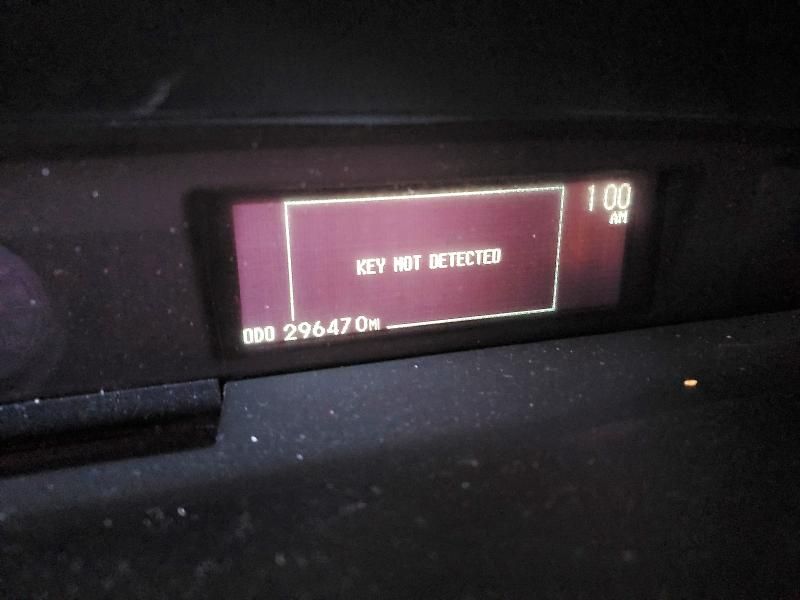 1 00
AM
KEY NOT DETECTED
ODO 296470 MI